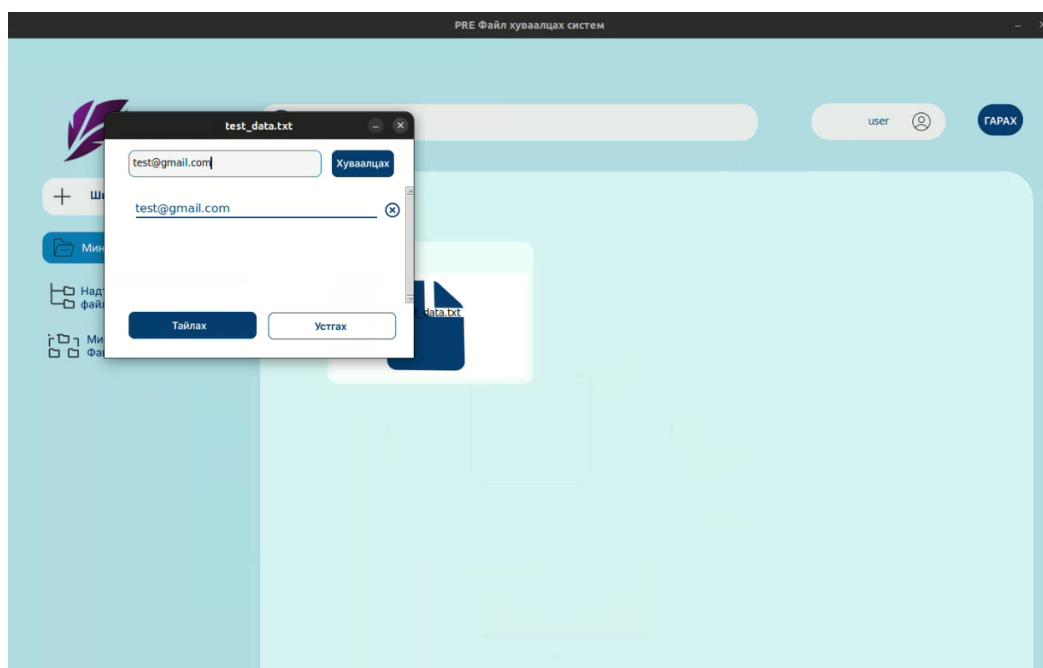 PRE Файл хуваалцах систем
test_data.txt
user
ГАРАХ
test@gmail.com
Хуваалцах
test@gmail.com
Тайлах
Устгах
data.txt